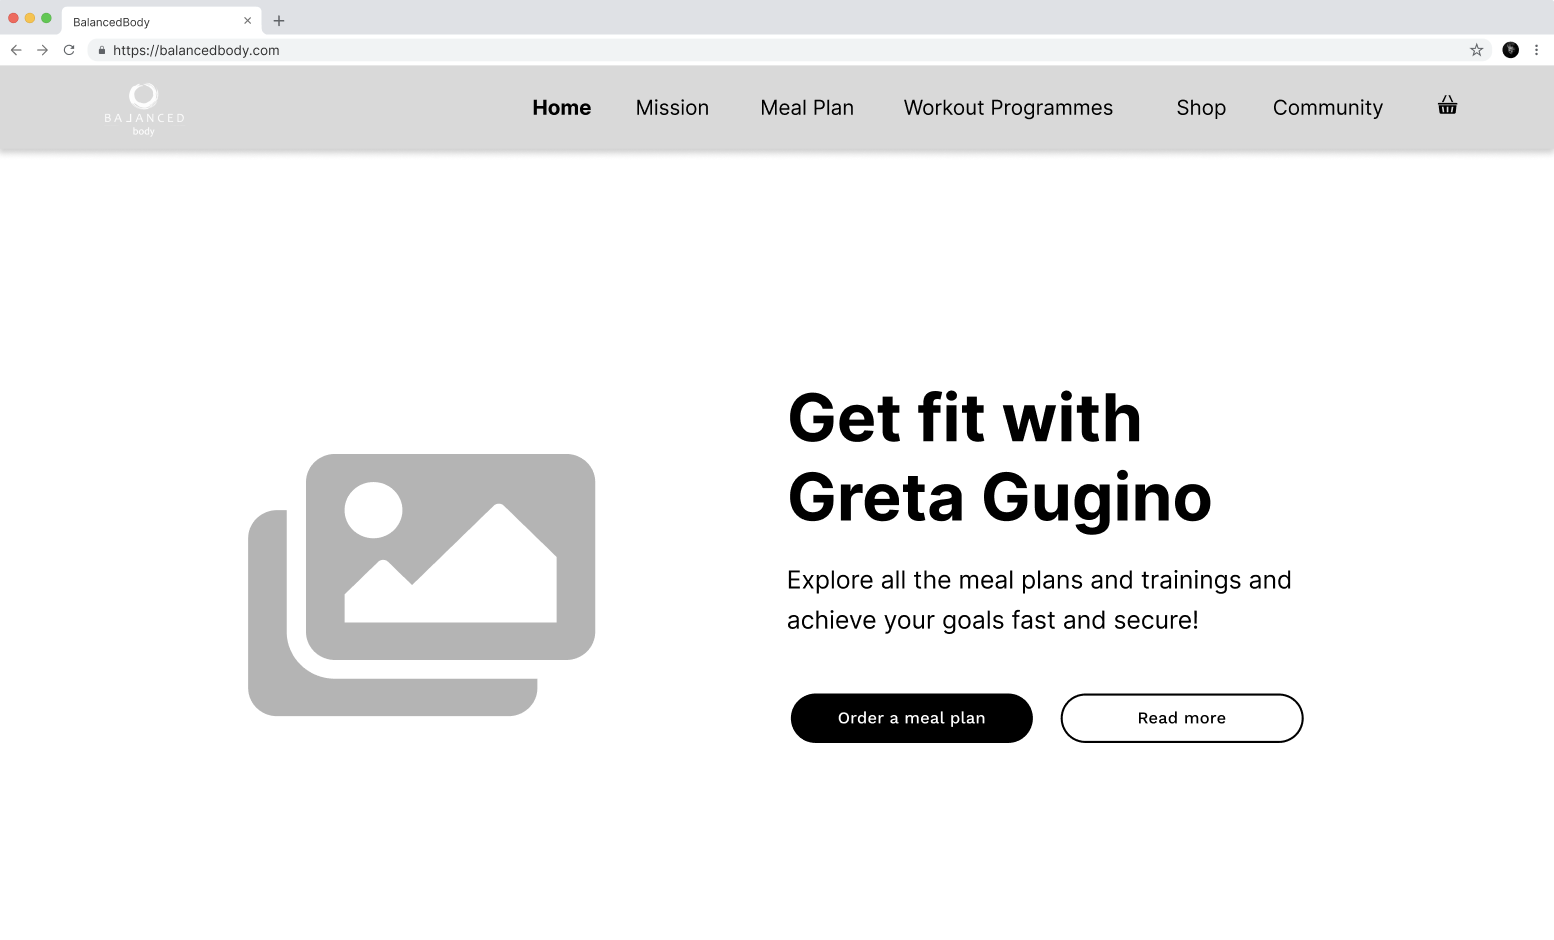 BalancedBody
https://balancedbody.com
BALANCED
body
Home Mission Meal Plan Workout Programmes Shop Community
Get fit with
Greta Gugino
Explore all the meal plans and trainings and
achieve your goals fast and secure!
Order a meal plan Read more